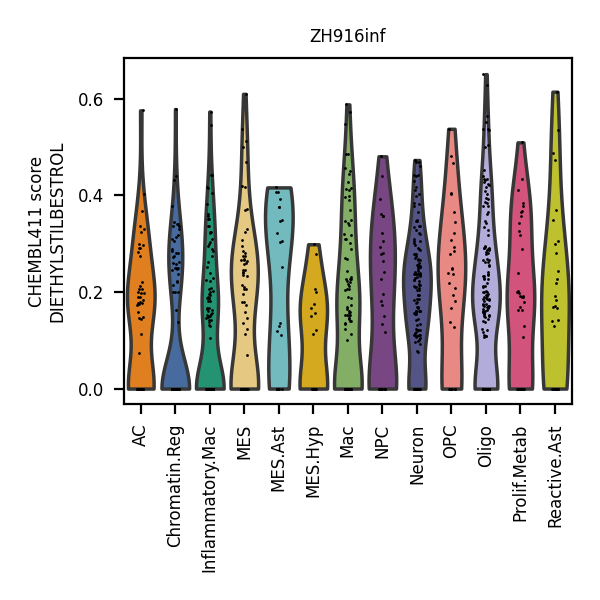 ZH916inf
CHEMBL411 score
DIETHYLSTILBESTROL
0.6
0.4
0.2
0.0
AC
Chromatin.Reg
Inflammatory.Mac
MES
MES.Ast
MES.Hyp
Mac
NPC
Neuron
OPC
Oligo
Prolif.Metab
Reactive.Ast